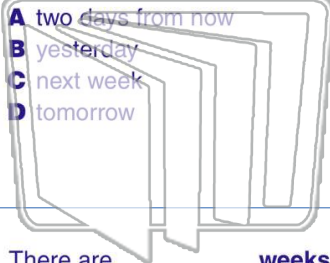 A two days from now
B yesterday
C next week
D tomorrow
There are weeks